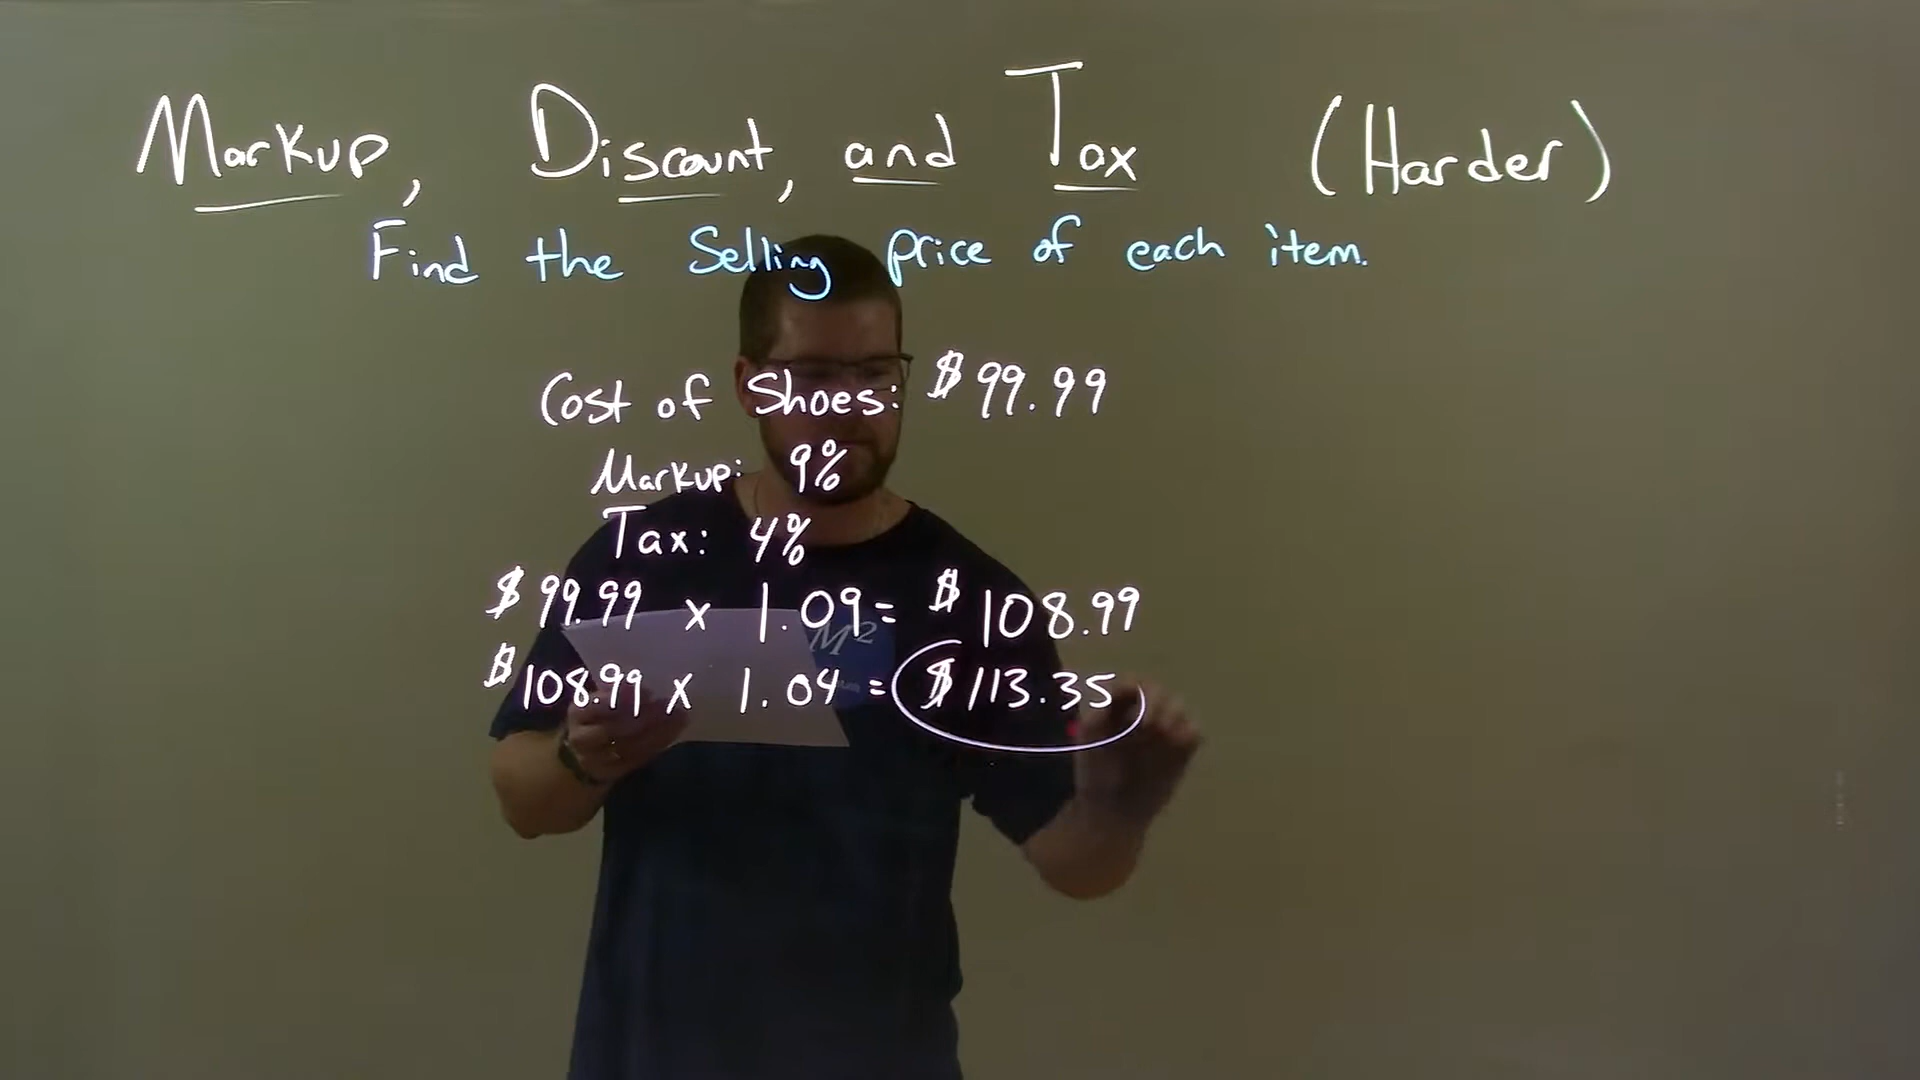 Markup, Discount, and Tax (Harder)
Find the Selling price of each item.
Cost of Shoes: $99.99
Markup: 9%
Tax: 4%
$99.99 x 1.09= $108.99
$108.99 x 1.04 = $113.35
M²